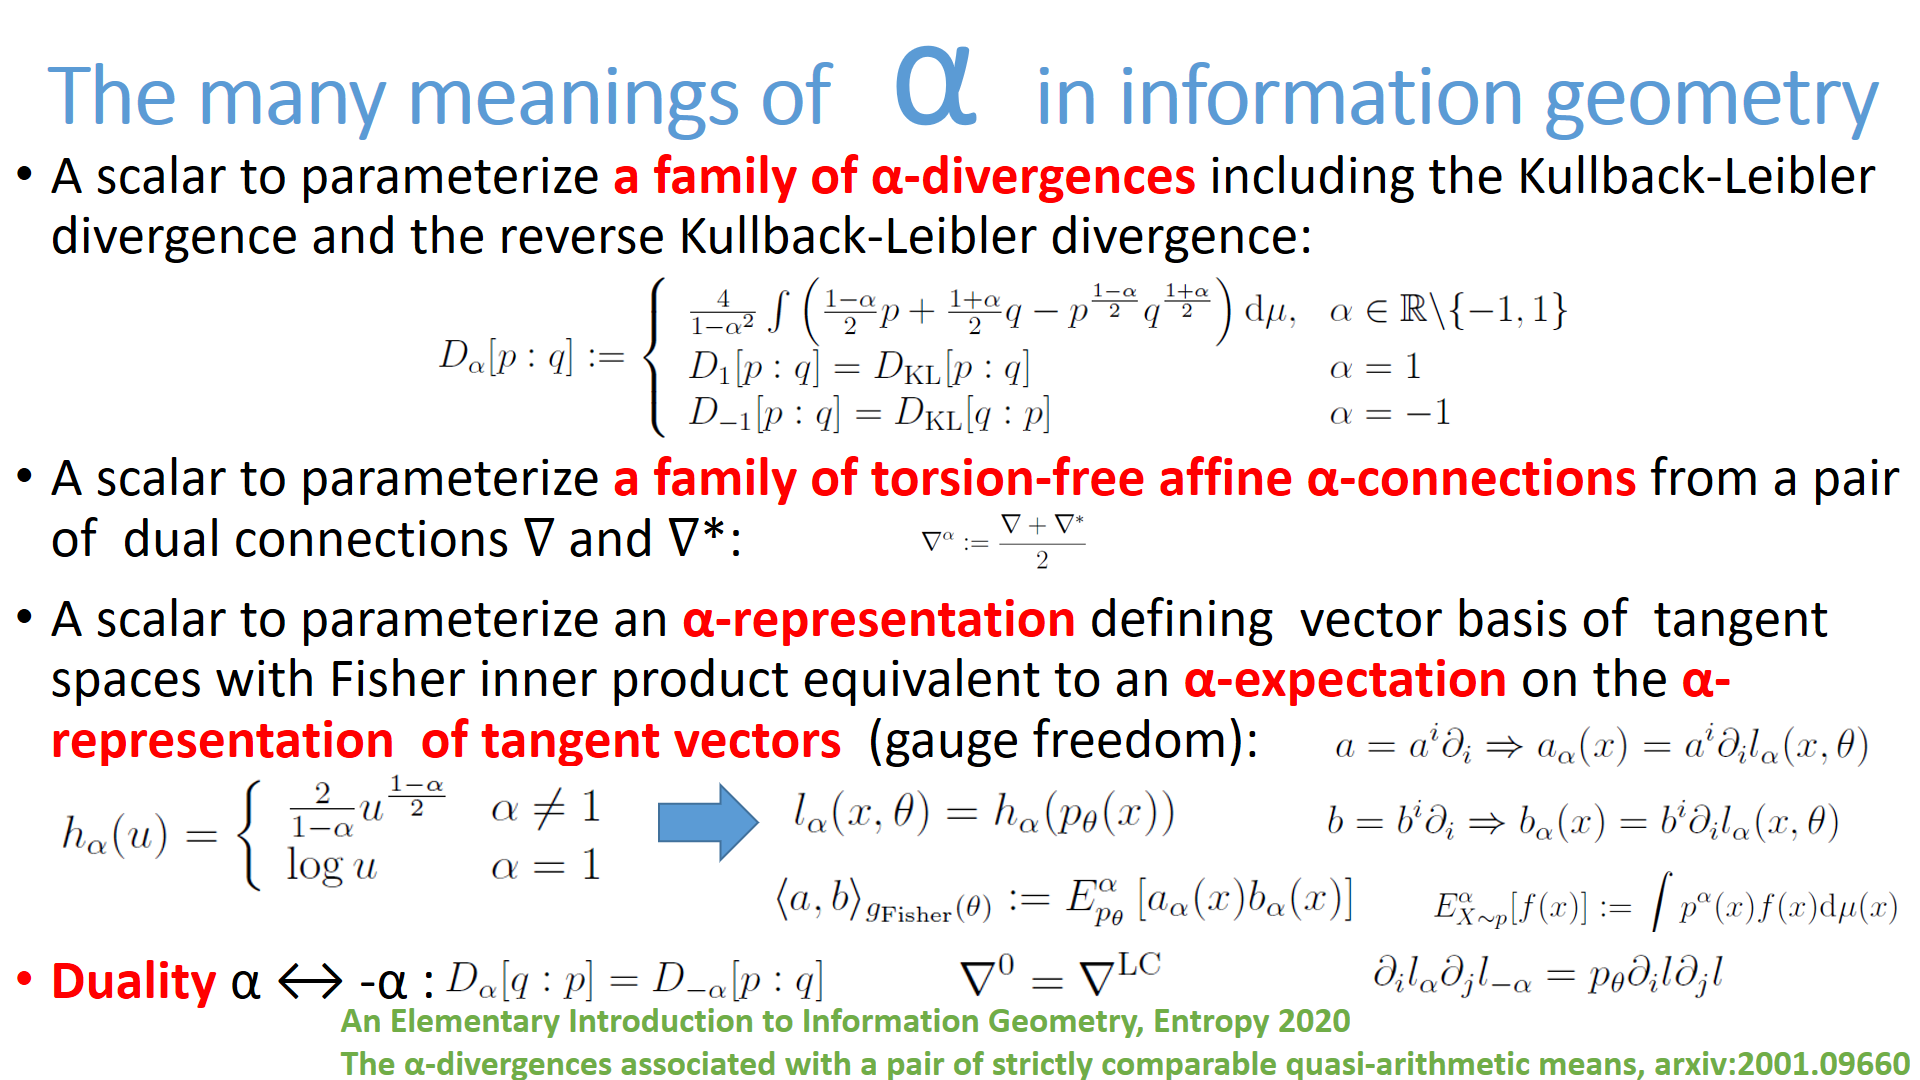 The many meanings of α in information geometry
• A scalar to parameterize a family of α-divergences including the Kullback-Leibler
divergence and the reverse Kullback-Leibler divergence:
$D_\alpha[p:q] := \begin{cases} \frac{4}{1-\alpha^2} \int \left( \frac{1-\alpha}{2} p + \frac{1+\alpha}{2} q - p^{\frac{1-\alpha}{2}} q^{\frac{1+\alpha}{2}} \right) \mathrm{d}\mu, & \alpha \in \mathbb{R} \backslash \{-1, 1\} \\ D_1[p:q] = D_{\mathrm{KL}}[p:q] & \alpha = 1 \\ D_{-1}[p:q] = D_{\mathrm{KL}}[q:p] & \alpha = -1 \end{cases}$
• A scalar to parameterize a family of torsion-free affine α-connections from a pair
of dual connections ∇ and ∇*: $\nabla^\alpha := \frac{\nabla + \nabla^*}{2}$
• A scalar to parameterize an α-representation defining vector basis of tangent
spaces with Fisher inner product equivalent to an α-expectation on the α-
representation of tangent vectors (gauge freedom): $a = a^i \partial_i \Rightarrow a_\alpha(x) = a^i \partial_i l_\alpha(x, \theta)$
$h_\alpha(u) = \begin{cases} \frac{2}{1-\alpha} u^{\frac{1-\alpha}{2}} & \alpha \neq 1 \\ \log u & \alpha = 1 \end{cases}$ $l_\alpha(x, \theta) = h_\alpha(p_\theta(x))$ $b = b^i \partial_i \Rightarrow b_\alpha(x) = b^i \partial_i l_\alpha(x, \theta)$
$\langle a, b \rangle_{g_{\mathrm{Fisher}}(\theta)} := E^\alpha_{p_\theta} [a_\alpha(x) b_\alpha(x)]$ $E^\alpha_{X \sim p}[f(x)] := \int p^\alpha(x) f(x) \mathrm{d}\mu(x)$
• Duality α ↔ -α : $D_\alpha[q:p] = D_{-\alpha}[p:q]$ $\nabla^0 = \nabla^{\mathrm{LC}}$ $\partial_i l_\alpha \partial_j l_{-\alpha} = p_\theta \partial_i l \partial_j l$
An Elementary Introduction to Information Geometry, Entropy 2020
The α-divergences associated with a pair of strictly comparable quasi-arithmetic means, arxiv:2001.09660